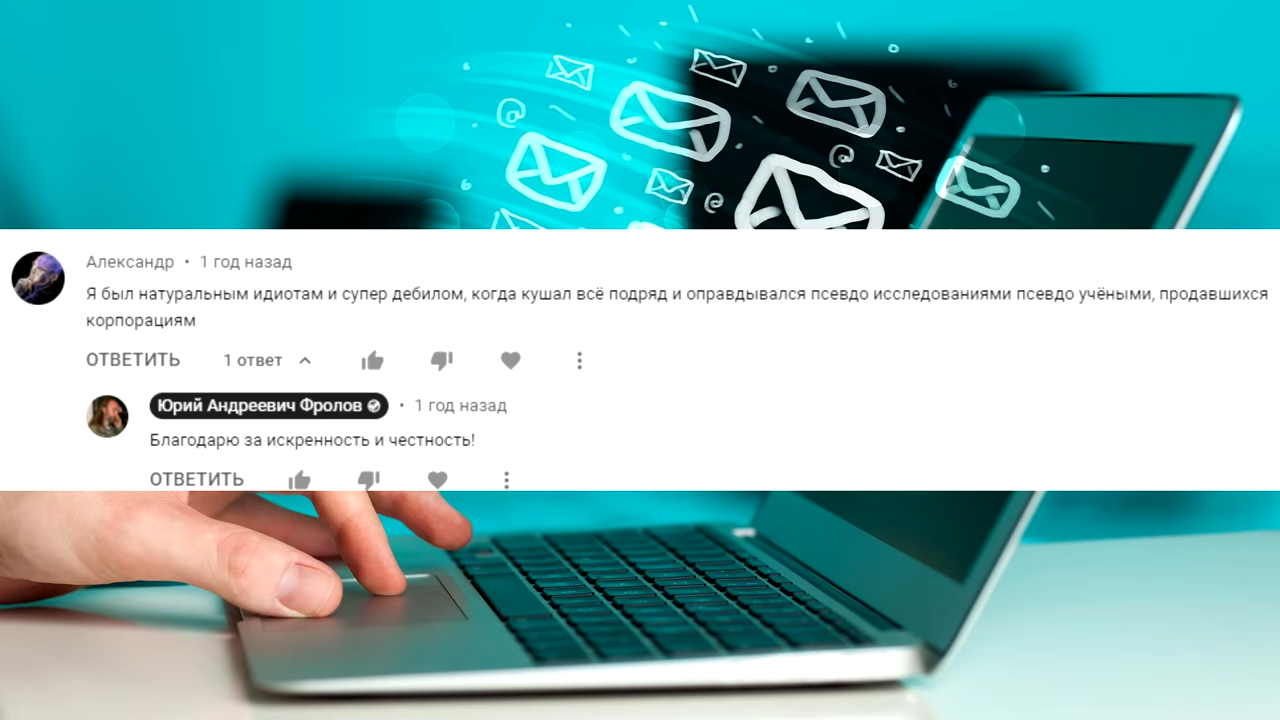 Александр • 1 год назад
Я был натуральным идиотам и супер дебилом, когда кушал всё подряд и оправдывался псевдо исследованиями псевдо учёными, продавшихся
корпорациям
ОТВЕТИТЬ 1 ответ
Юрий Андреевич Фролов • 1 год назад
Благодарю за искренность и честность!
ОТВЕТИТЬ